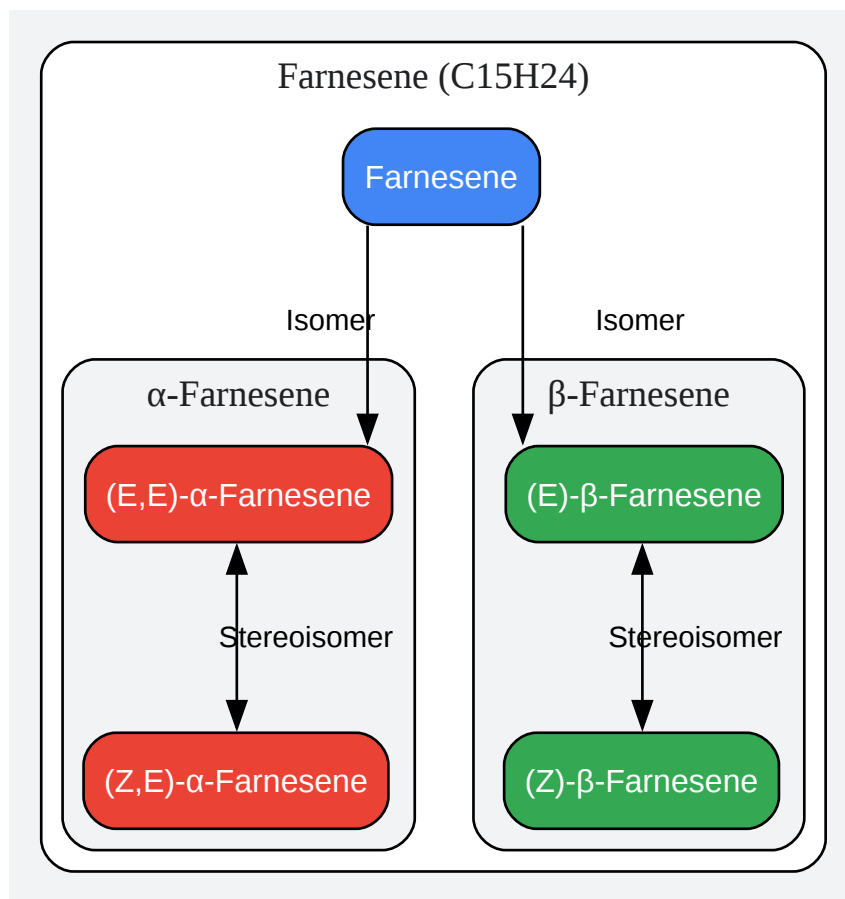 Farnesene (C15H24)
Farnesene
Isomer
Isomer
α-Farnesene
β-Farnesene
(E,E)-α-Farnesene
(E)-β-Farnesene
Stereoisomer
Stereoisomer
(Z,E)-α-Farnesene
(Z)-β-Farnesene